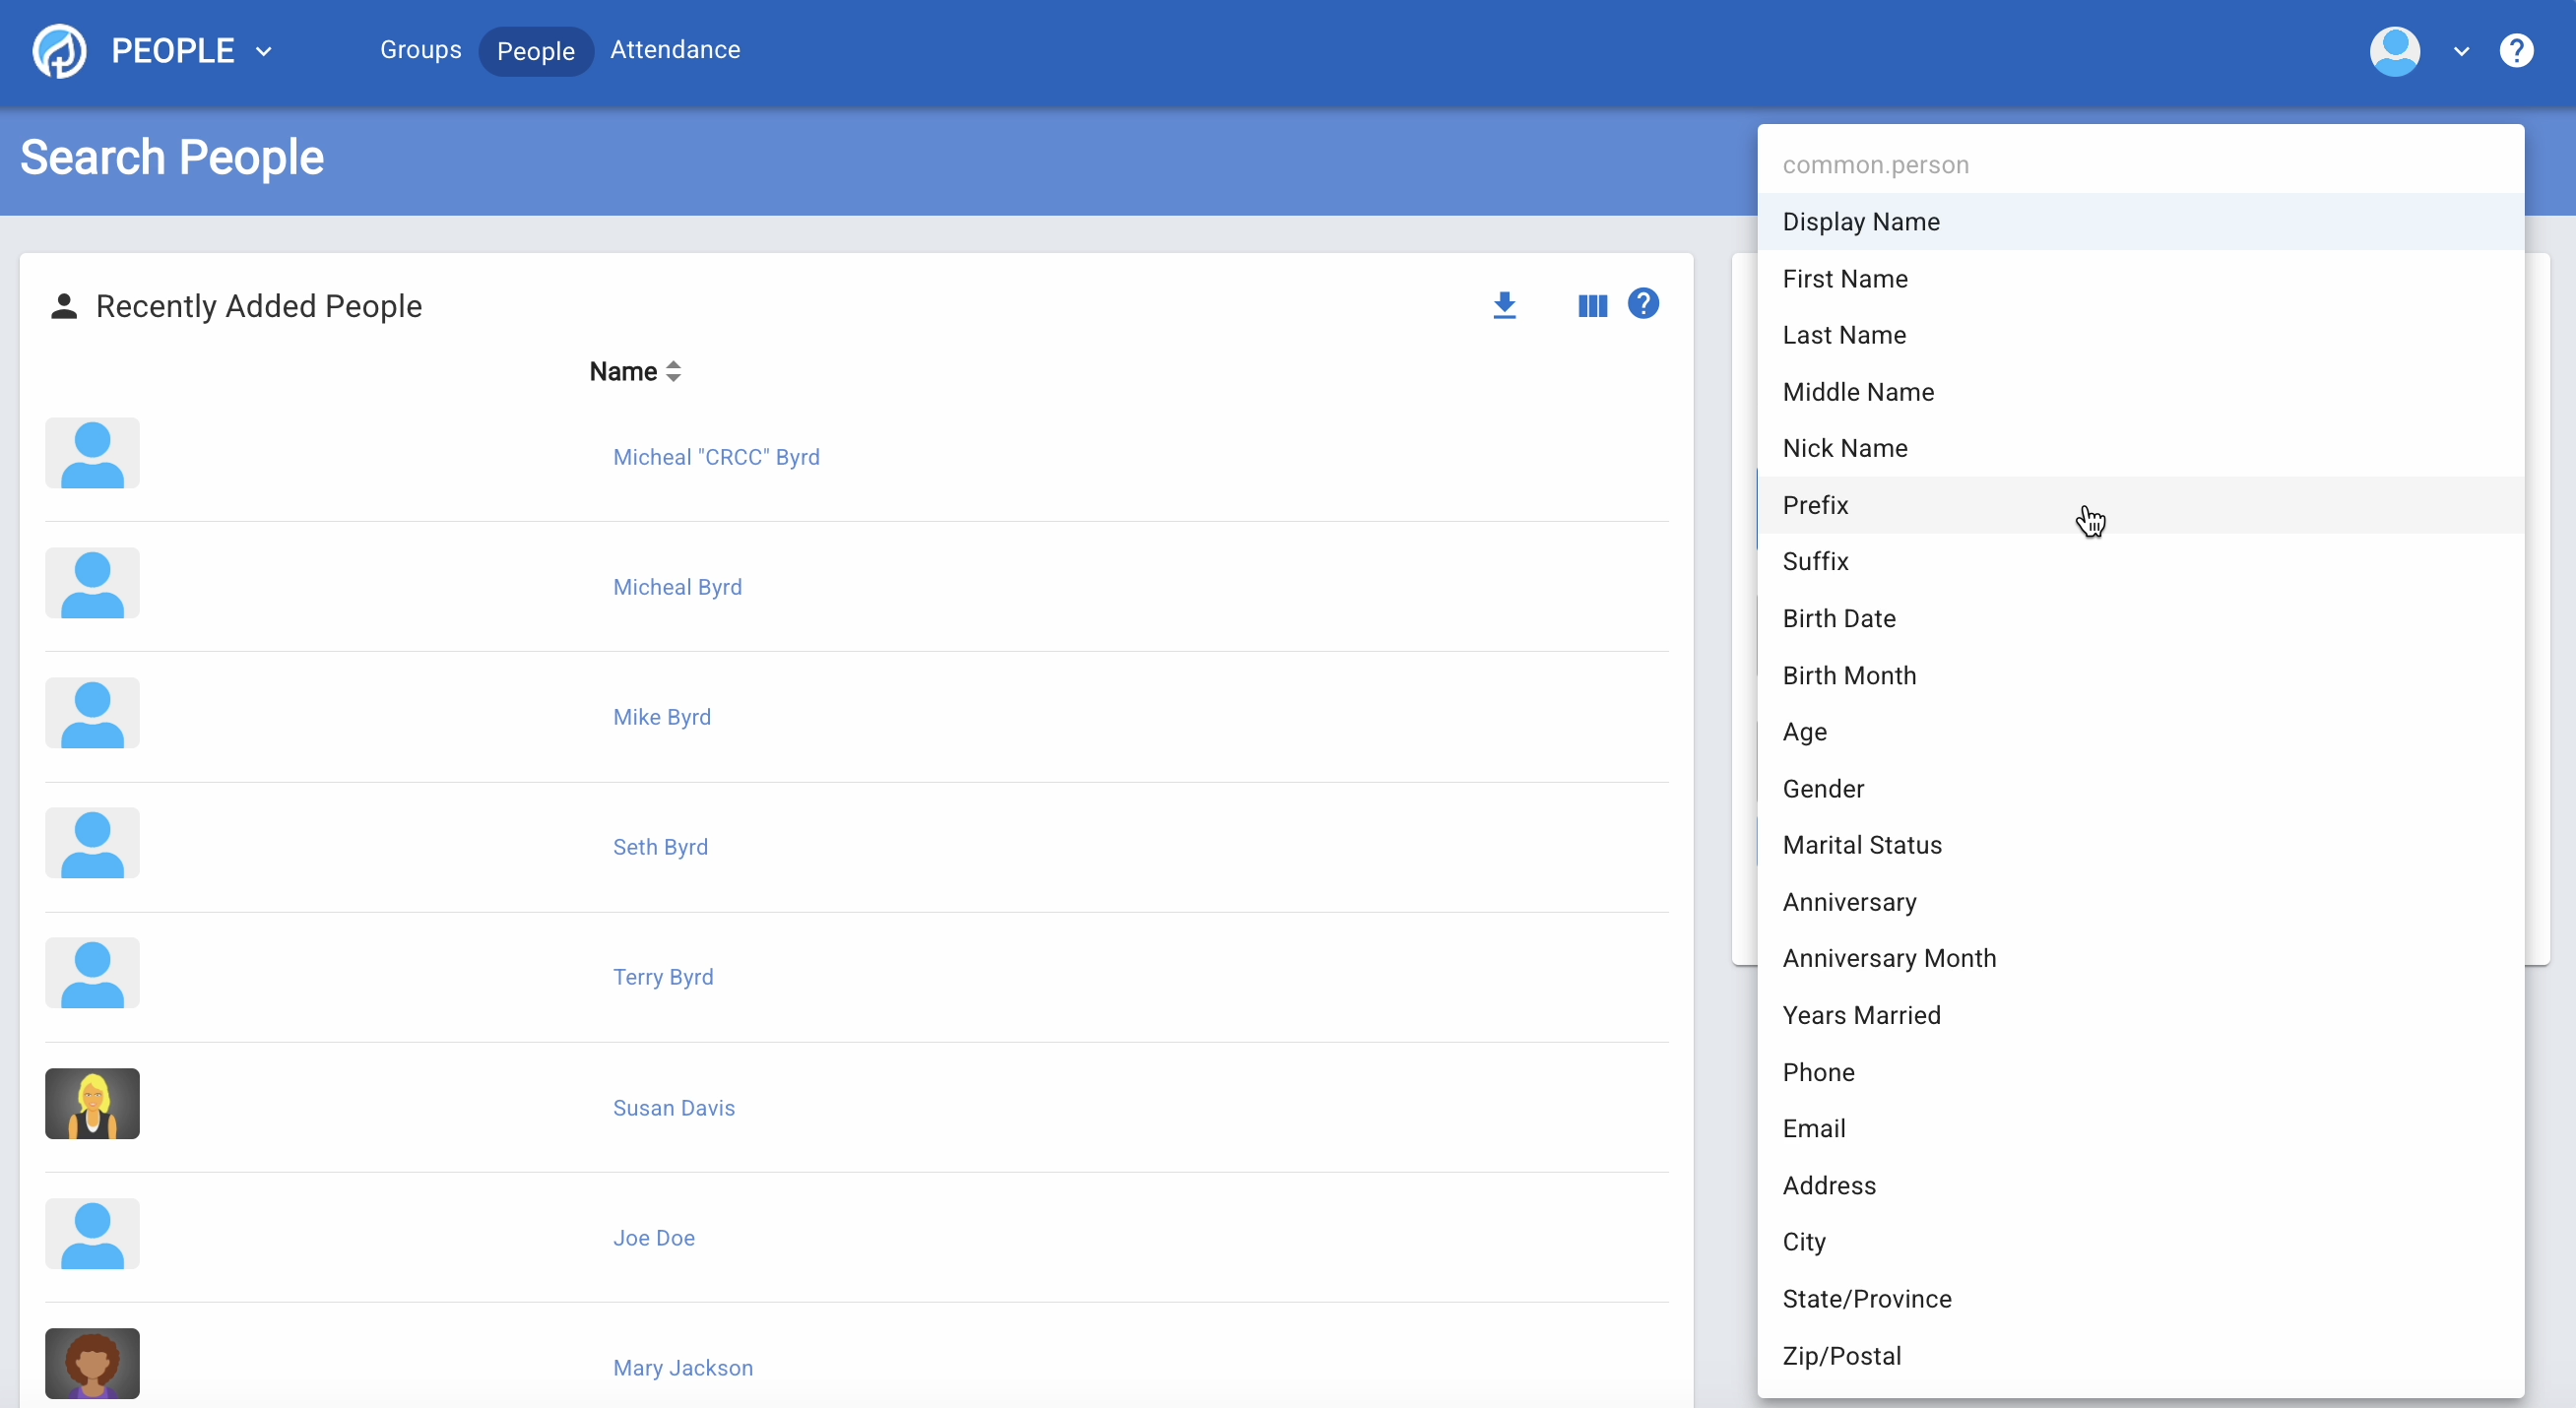 PEOPLE
Groups People Attendance
?
Search People
Recently Added People
?
Name
Micheal "CRCC" Byrd
Micheal Byrd
Mike Byrd
Seth Byrd
Terry Byrd
Susan Davis
Joe Doe
Mary Jackson
common.person
Display Name
First Name
Last Name
Middle Name
Nick Name
Prefix
Suffix
Birth Date
Birth Month
Age
Gender
Marital Status
Anniversary
Anniversary Month
Years Married
Phone
Email
Address
City
State/Province
Zip/Postal